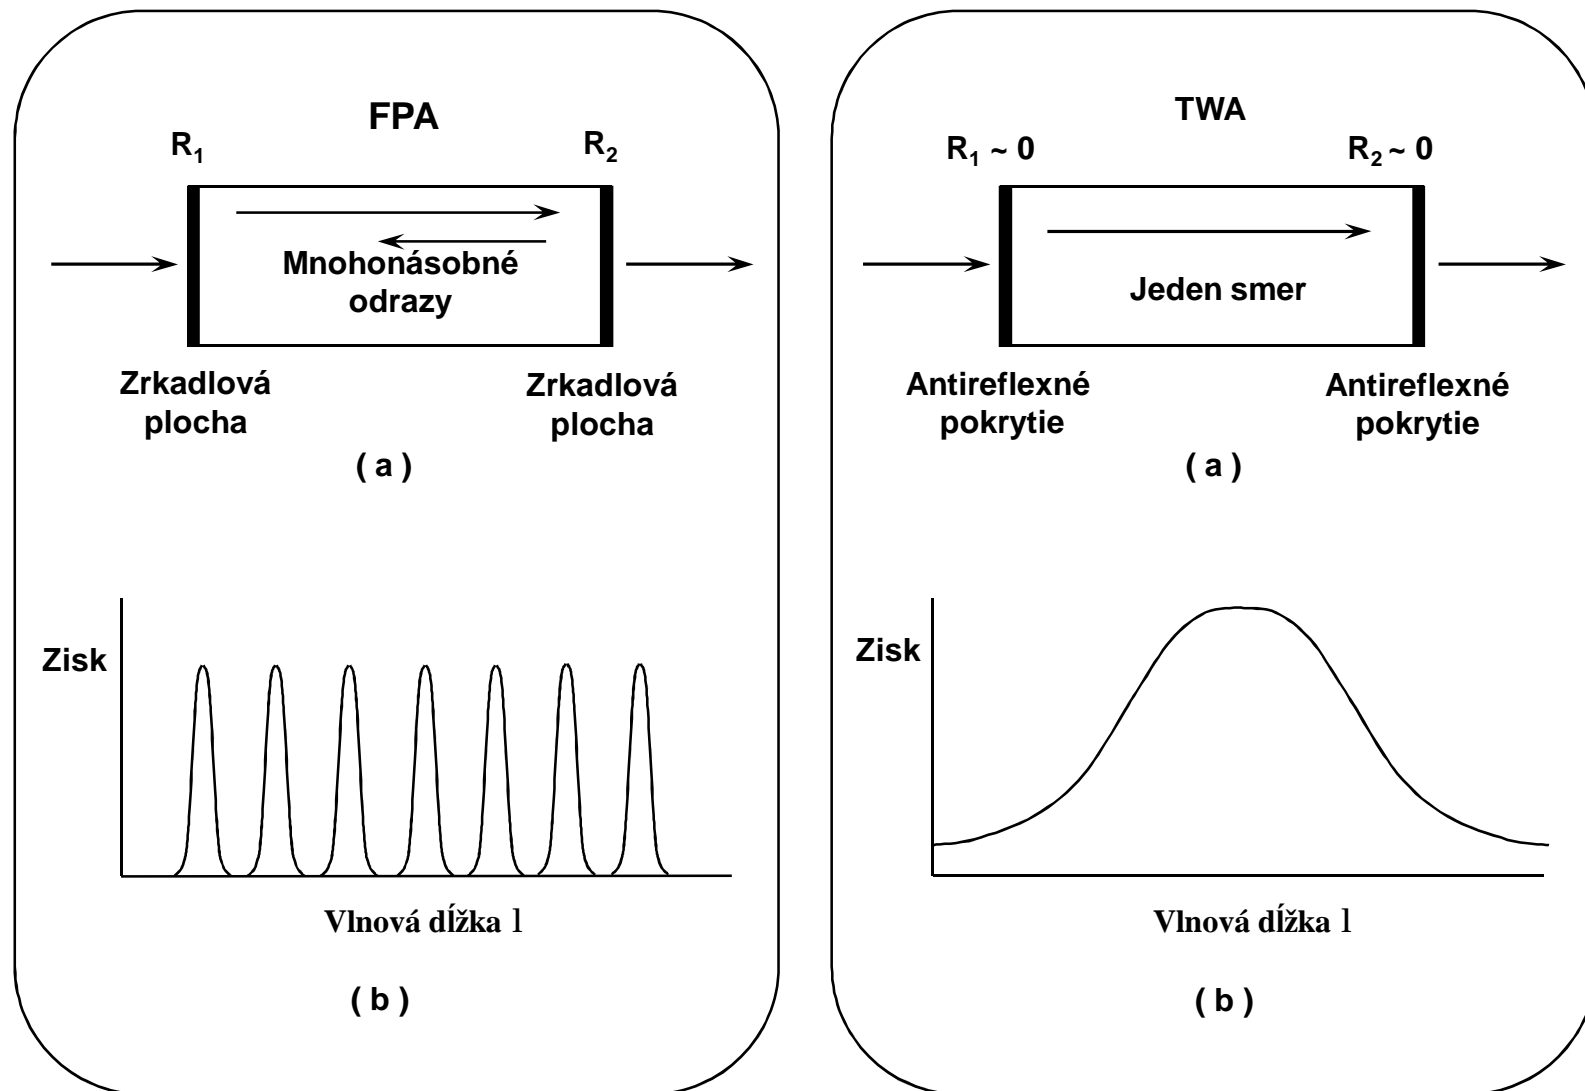 FPA
R₁
R₂
Mnohonásobné
odrazy
Zrkadlová
plocha
Zrkadlová
plocha
( a )
Zisk
Vlnová dĺžka l
( b )
TWA
R₁ ~ 0
R₂ ~ 0
Jeden smer
Antireflexné
pokrytie
Antireflexné
pokrytie
( a )
Zisk
Vlnová dĺžka l
( b )